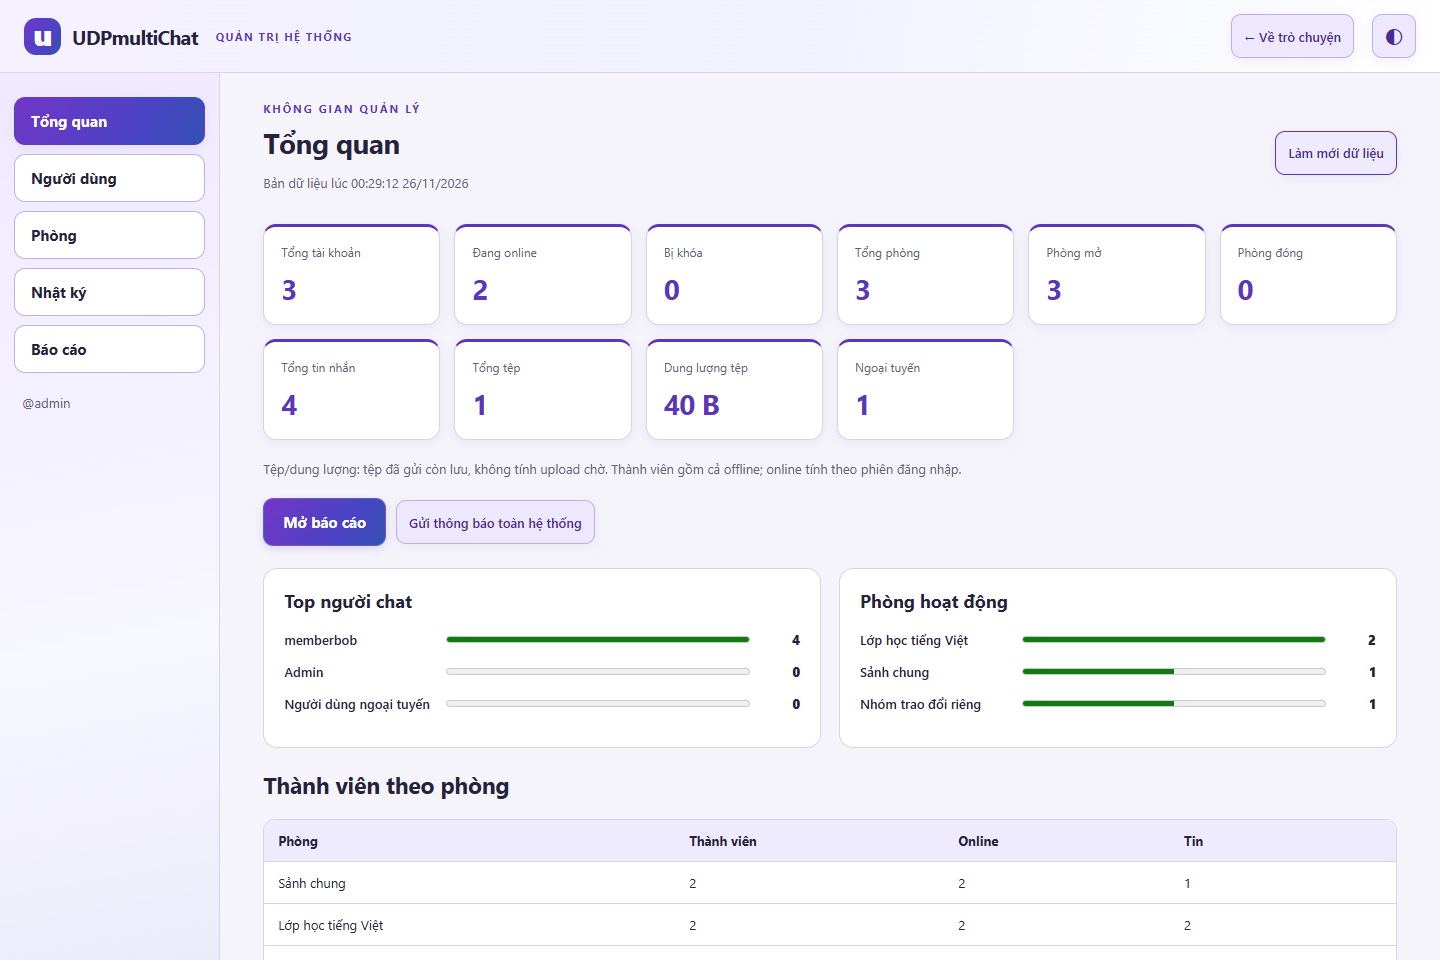 u UDPmultiChat QUẢN TRỊ HỆ THỐNG
← Về trò chuyện
Tổng quan
Người dùng
Phòng
Nhật ký
Báo cáo
@admin
KHÔNG GIAN QUẢN LÝ
Tổng quan
Bản dữ liệu lúc 00:29:12 26/11/2026
Làm mới dữ liệu
Tổng tài khoản
3
Đang online
2
Bị khóa
0
Tổng phòng
3
Phòng mở
3
Phòng đóng
0
Tổng tin nhắn
4
Tổng tệp
1
Dung lượng tệp
40 B
Ngoại tuyến
1
Tệp/dung lượng: tệp đã gửi còn lưu, không tính upload chờ. Thành viên gồm cả offline; online tính theo phiên đăng nhập.
Mở báo cáo
Gửi thông báo toàn hệ thống
Top người chat
memberbob 4
Admin 0
Người dùng ngoại tuyến 0
Phòng hoạt động
Lớp học tiếng Việt 2
Sảnh chung 1
Nhóm trao đổi riêng 1
Thành viên theo phòng
Phòng Thành viên Online Tin
Sảnh chung 2 2 1
Lớp học tiếng Việt 2 2 2